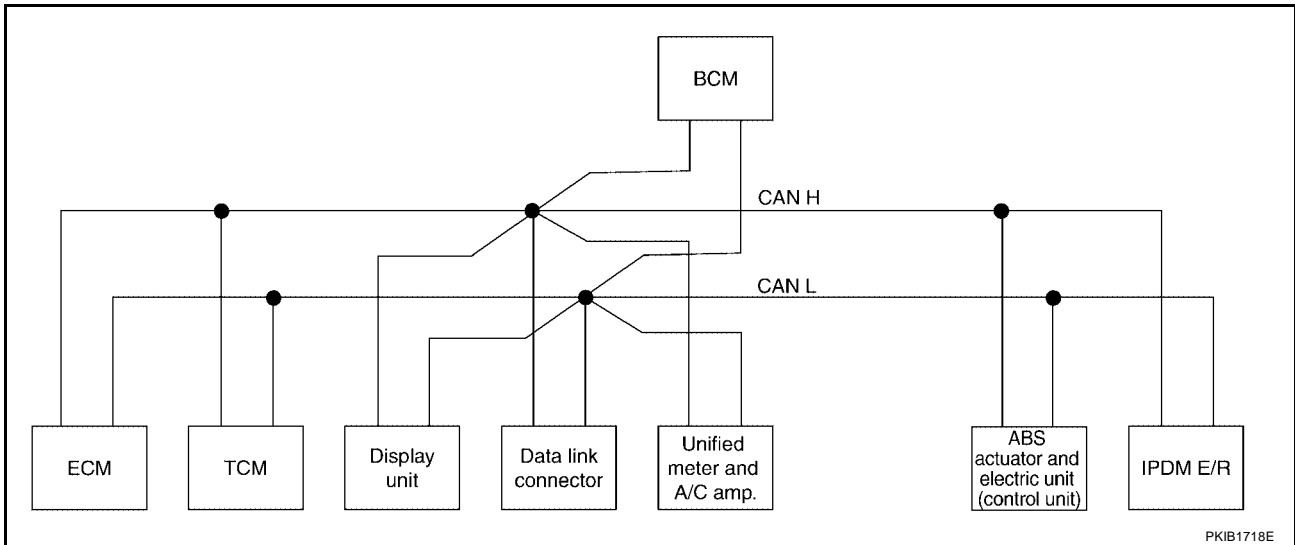 BCM
CAN H
CAN L
ECM
TCM
Display
unit
Data link
connector
Unified
meter and
A/C amp.
ABS
actuator and
electric unit
(control unit)
IPDM E/R
PKIB1718E